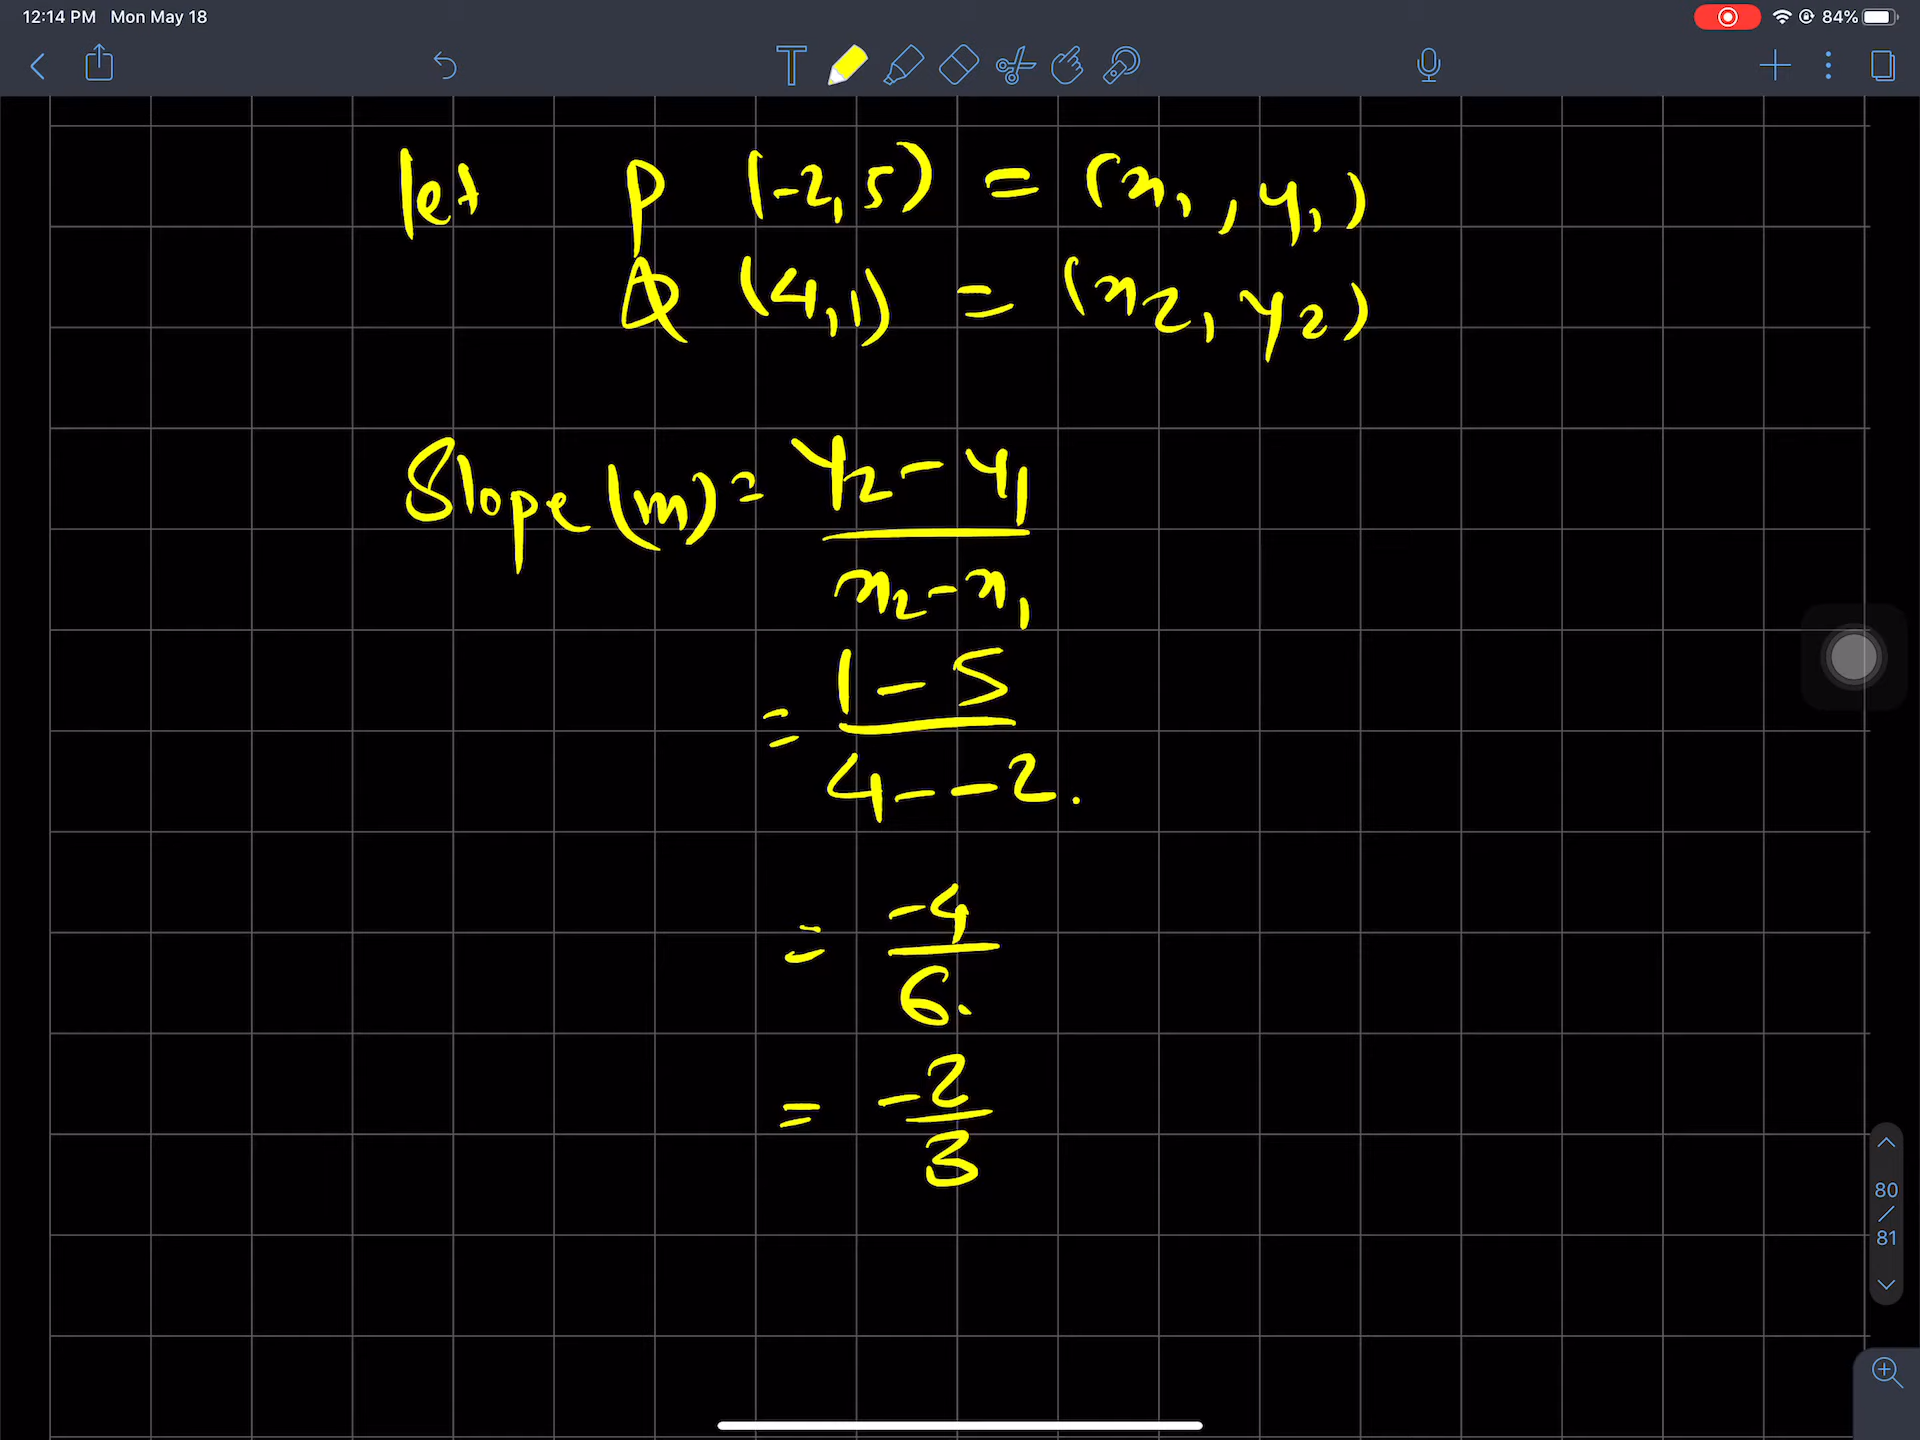 12:14 PM Mon May 18 84%
let P (-2,5) = (x₁, y₁)
Q (4,1) = (x₂, y₂)
Slope (m) = y₂ - y₁
x₂ - x₁
= 1 - 5
4 - -2.
= -4
6.
= -2
3
80
/
81